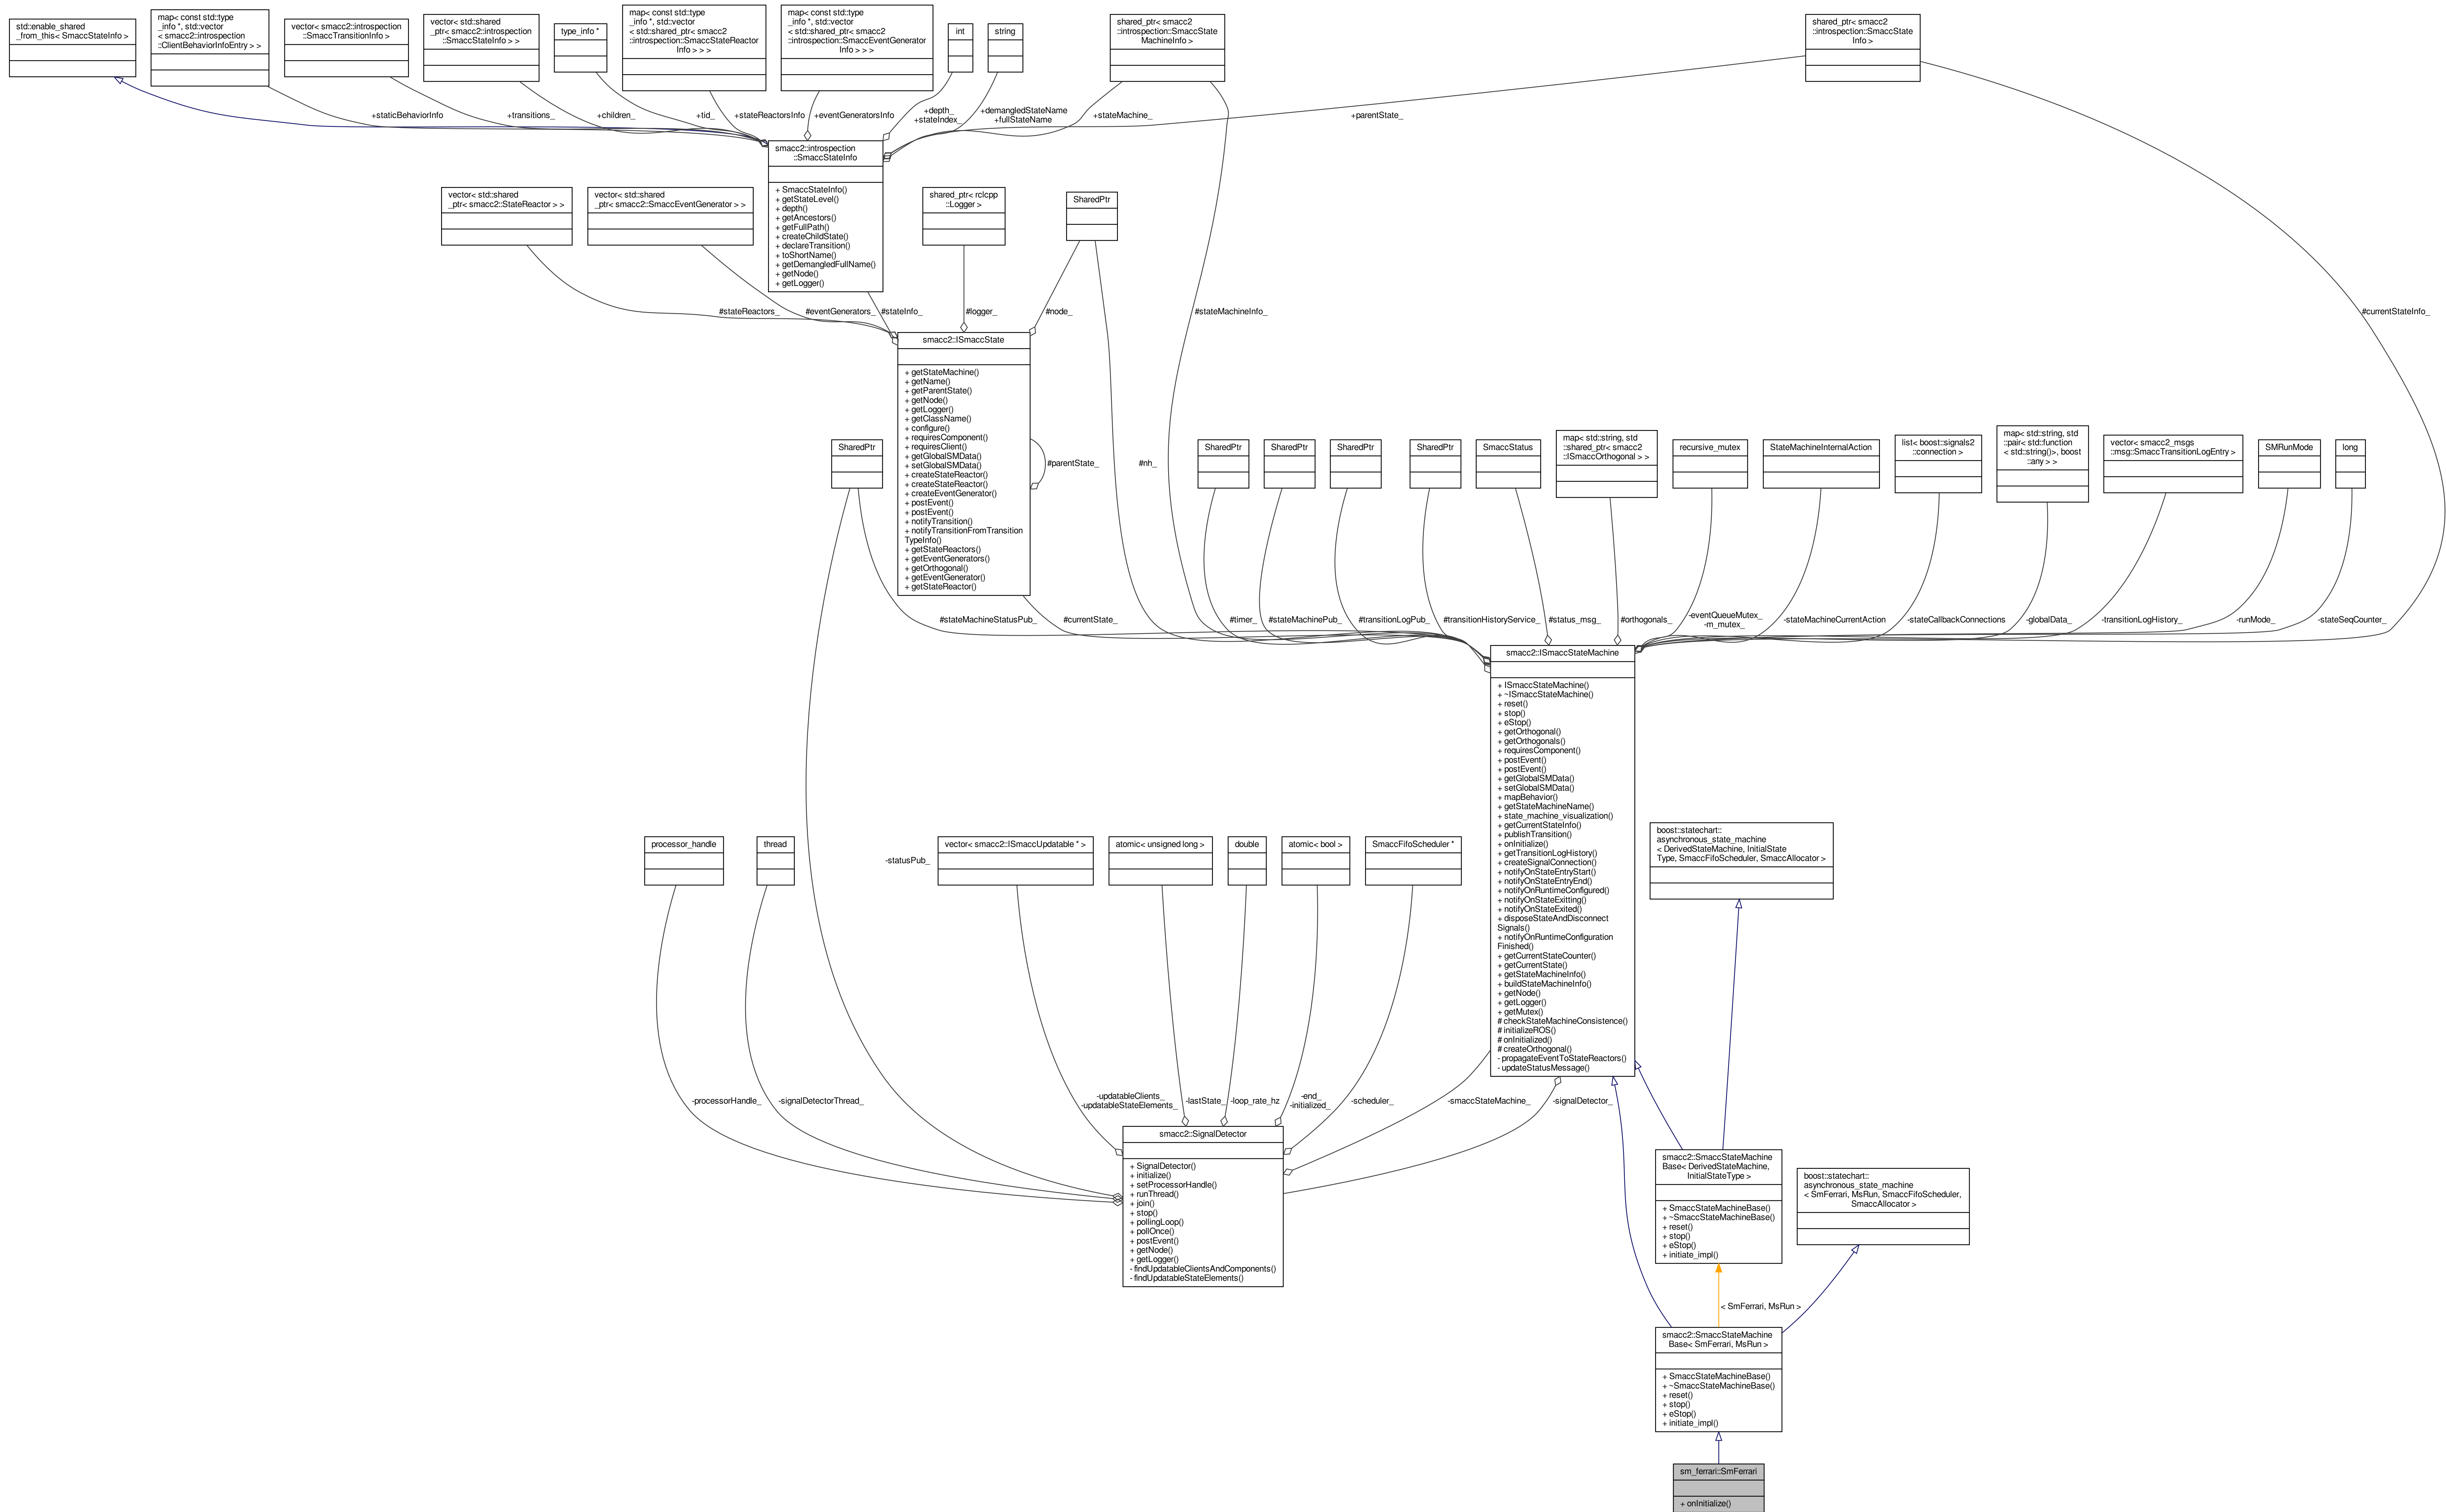 std::enable_shared
_from_this< SmaccStateInfo >
map< const std::type
_info *, std::vector
< smacc2::introspection
::ClientBehaviorInfoEntry > >
vector< smacc2::introspection
::SmaccTransitionInfo >
vector< std::shared
_ptr< smacc2::introspection
::SmaccStateInfo > >
type_info *
map< const std::type
_info *, std::vector
< std::shared_ptr< smacc2
::introspection::SmaccStateReactor
Info > > >
map< const std::type
_info *, std::vector
< std::shared_ptr< smacc2
::introspection::SmaccEventGenerator
Info > > >
int
string
shared_ptr< smacc2
::introspection::SmaccState
MachineInfo >
shared_ptr< smacc2
::introspection::SmaccState
Info >
+staticBehaviorInfo
+transitions_
+children_
+tid_
+stateReactorsInfo
+eventGeneratorsInfo
+depth_
+stateIndex_
+demangledStateName
+fullStateName
+stateMachine_
+parentState_
smacc2::introspection
::SmaccStateInfo
+ SmaccStateInfo()
+ getStateLevel()
+ depth()
+ getAncestors()
+ getFullPath()
+ createChildState()
+ declareTransition()
+ toShortName()
+ getDemangledFullName()
+ getNode()
+ getLogger()
vector< std::shared
_ptr< smacc2::StateReactor > >
vector< std::shared
_ptr< smacc2::SmaccEventGenerator > >
shared_ptr< rclcpp
::Logger >
SharedPtr
#stateReactors_
#eventGenerators_
#stateInfo_
#logger_
#node_
#stateMachineInfo_
#currentStateInfo_
smacc2::ISmaccState
+ getStateMachine()
+ getName()
+ getParentState()
+ getNode()
+ getLogger()
+ getClassName()
+ configure()
+ requiresComponent()
+ requiresClient()
+ getGlobalSMData()
+ setGlobalSMData()
+ createStateReactor()
+ createStateReactor()
+ createEventGenerator()
+ postEvent()
+ postEvent()
+ notifyTransition()
+ notifyTransitionFromTransition
TypeInfo()
+ getStateReactors()
+ getEventGenerators()
+ getOrthogonal()
+ getEventGenerator()
+ getStateReactor()
#parentState_
#nh_
SharedPtr
SharedPtr
SharedPtr
SharedPtr
SharedPtr
SmaccStatus
map< std::string, std
::shared_ptr< smacc2
::ISmaccOrthogonal > >
recursive_mutex
StateMachineInternalAction
list< boost::signals2
::connection >
map< std::string, std
::pair< std::function
< std::string()>, boost
::any > >
vector< smacc2_msgs
::msg::SmaccTransitionLogEntry >
SMRunMode
long
#stateMachineStatusPub_
#currentState_
#timer_
#stateMachinePub_
#transitionLogPub_
#transitionHistoryService_
#status_msg_
#orthogonals_
-eventQueueMutex_
-m_mutex_
-stateMachineCurrentAction
-stateCallbackConnections
-globalData_
-transitionLogHistory_
-runMode_
-stateSeqCounter_
smacc2::ISmaccStateMachine
+ ISmaccStateMachine()
+ ~ISmaccStateMachine()
+ reset()
+ stop()
+ eStop()
+ getOrthogonal()
+ getOrthogonals()
+ requiresComponent()
+ postEvent()
+ postEvent()
+ getGlobalSMData()
+ setGlobalSMData()
+ mapBehavior()
+ getStateMachineName()
+ state_machine_visualization()
+ getCurrentStateInfo()
+ publishTransition()
+ onInitialize()
+ getTransitionLogHistory()
+ createSignalConnection()
+ notifyOnStateEntryStart()
+ notifyOnStateEntryEnd()
+ notifyOnRuntimeConfigured()
+ notifyOnStateExitting()
+ notifyOnStateExited()
+ disposeStateAndDisconnect
Signals()
+ notifyOnRuntimeConfiguration
Finished()
+ getCurrentStateCounter()
+ getCurrentState()
+ getStateMachineInfo()
+ buildStateMachineInfo()
+ getNode()
+ getLogger()
+ getMutex()
# checkStateMachineConsistence()
# initializeROS()
# onInitialized()
# createOrthogonal()
- propagateEventToStateReactors()
- updateStatusMessage()
processor_handle
thread
-statusPub_
vector< smacc2::ISmaccUpdatable * >
atomic< unsigned long >
double
atomic< bool >
SmaccFifoScheduler *
boost::statechart::
asynchronous_state_machine
< DerivedStateMachine, InitialState
Type, SmaccFifoScheduler, SmaccAllocator >
-processorHandle_
-signalDetectorThread_
-updatableClients_
-updatableStateElements_
-lastState_
-loop_rate_hz
-end_
-initialized_
-scheduler_
-smaccStateMachine_
-signalDetector_
smacc2::SignalDetector
+ SignalDetector()
+ initialize()
+ setProcessorHandle()
+ runThread()
+ join()
+ stop()
+ pollingLoop()
+ pollOnce()
+ postEvent()
+ getNode()
+ getLogger()
- findUpdatableClientsAndComponents()
- findUpdatableStateElements()
smacc2::SmaccStateMachine
Base< DerivedStateMachine,
InitialStateType >
+ SmaccStateMachineBase()
+ ~SmaccStateMachineBase()
+ reset()
+ stop()
+ eStop()
+ initiate_impl()
boost::statechart::
asynchronous_state_machine
< SmFerrari, MsRun, SmaccFifoScheduler,
SmaccAllocator >
< SmFerrari, MsRun >
smacc2::SmaccStateMachine
Base< SmFerrari, MsRun >
+ SmaccStateMachineBase()
+ ~SmaccStateMachineBase()
+ reset()
+ stop()
+ eStop()
+ initiate_impl()
sm_ferrari::SmFerrari
+ onInitialize()